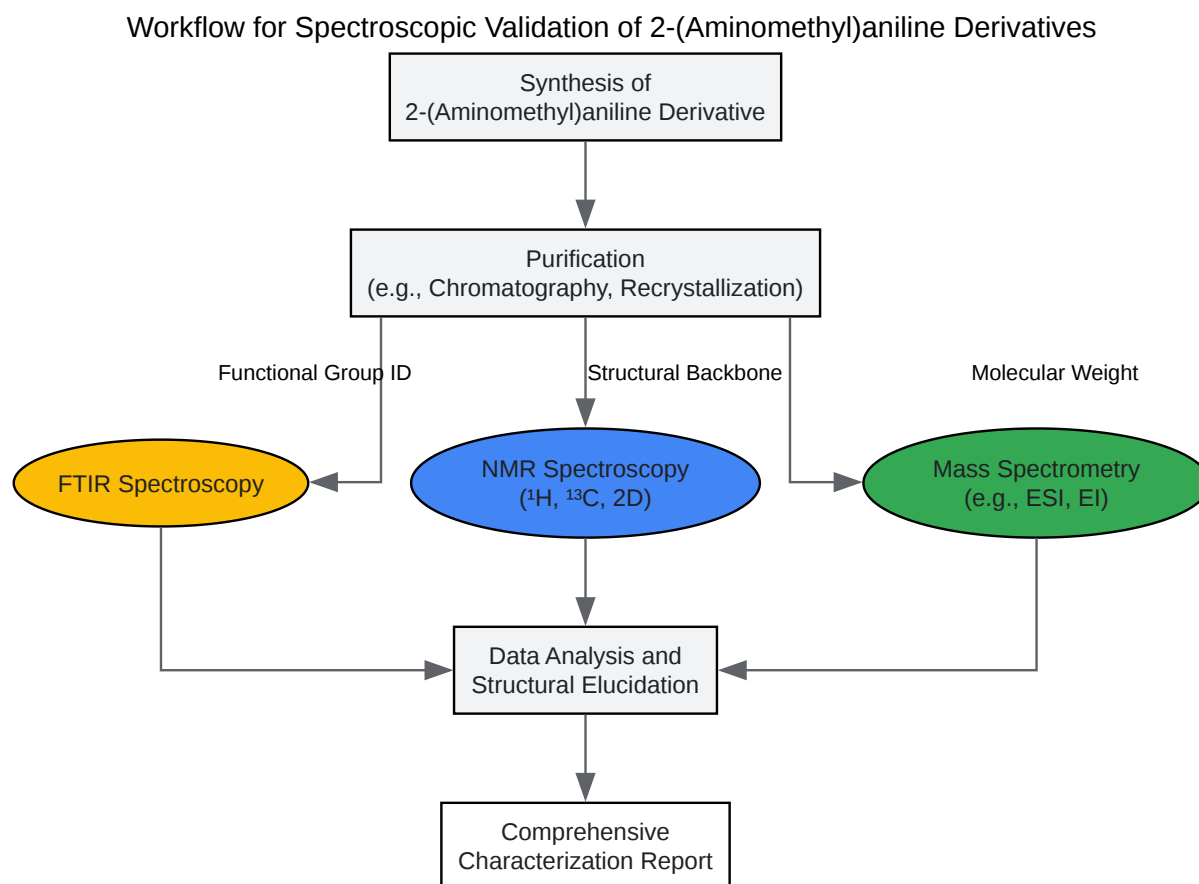 Workflow for Spectroscopic Validation of 2-(Aminomethyl)aniline Derivatives
Synthesis of
2-(Aminomethyl)aniline Derivative
Purification
(e.g., Chromatography, Recrystallization)
Functional Group ID
Structural Backbone
Molecular Weight
FTIR Spectroscopy
NMR Spectroscopy
(¹H, ¹³C, 2D)
Mass Spectrometry
(e.g., ESI, EI)
Data Analysis and
Structural Elucidation
Comprehensive
Characterization Report